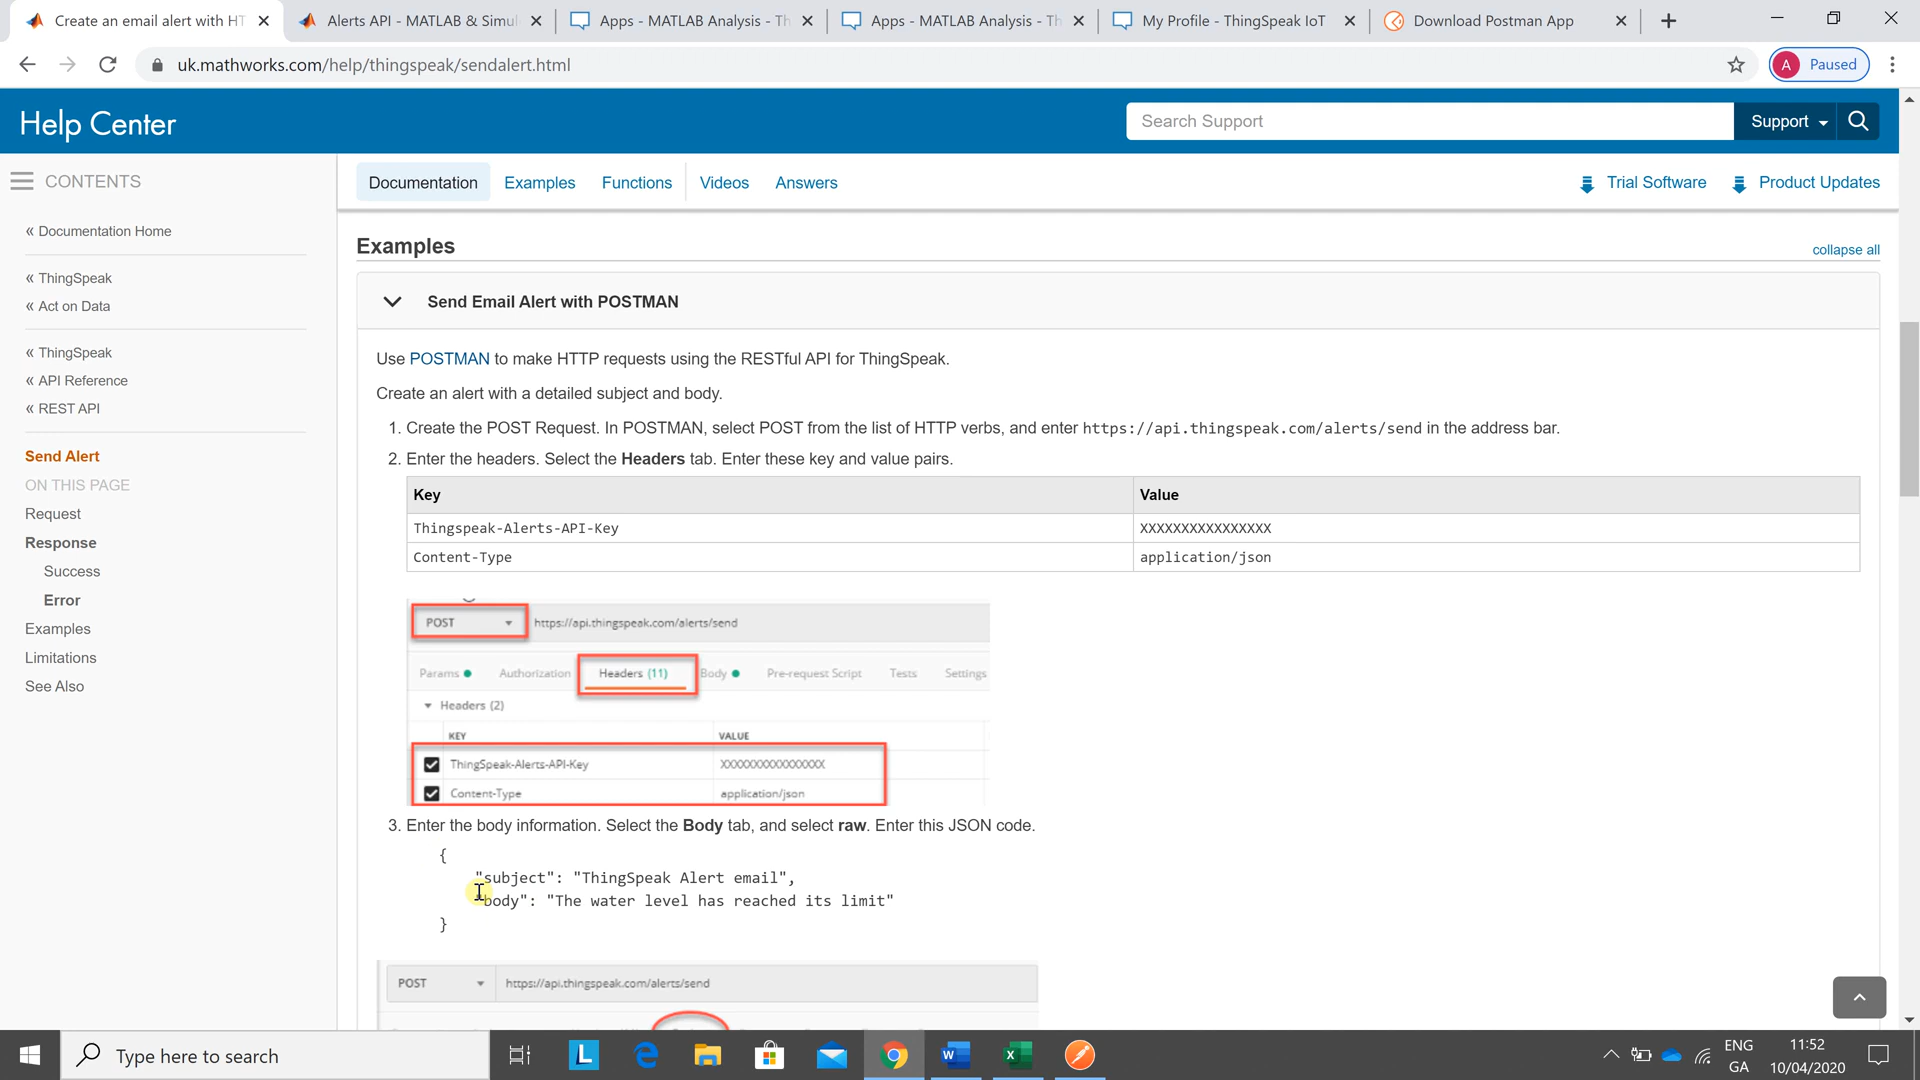 Create an email alert with HT
Alerts API - MATLAB & Simul
Apps - MATLAB Analysis - Th
Apps - MATLAB Analysis - Th
My Profile - ThingSpeak IoT
Download Postman App
uk.mathworks.com/help/thingspeak/sendalert.html
A Paused
Help Center
Search Support
Support
CONTENTS
Documentation
Examples
Functions
Videos
Answers
Trial Software
Product Updates
« Documentation Home
« ThingSpeak
« Act on Data
« ThingSpeak
« API Reference
« REST API
Send Alert
ON THIS PAGE
Request
Response
Success
Error
Examples
Limitations
See Also
Examples
collapse all
Send Email Alert with POSTMAN
Use POSTMAN to make HTTP requests using the RESTful API for ThingSpeak.
Create an alert with a detailed subject and body.
1. Create the POST Request. In POSTMAN, select POST from the list of HTTP verbs, and enter https://api.thingspeak.com/alerts/send in the address bar.
2. Enter the headers. Select the Headers tab. Enter these key and value pairs.
Key Value
Thingspeak-Alerts-API-Key XXXXXXXXXXXXXXXX
Content-Type application/json
POST https://api.thingspeak.com/alerts/send
Params Authorization Headers (11) Body Pre-request Script Tests Settings
Headers (2)
KEY VALUE
ThingSpeak-Alerts-API-Key XXXXXXXXXXXXXXXX
Content-Type application/json
3. Enter the body information. Select the Body tab, and select raw. Enter this JSON code.
{
"subject": "ThingSpeak Alert email",
"body": "The water level has reached its limit"
}
POST https://api.thingspeak.com/alerts/send
Type here to search
L
W
X
ENG
GA
11:52
10/04/2020